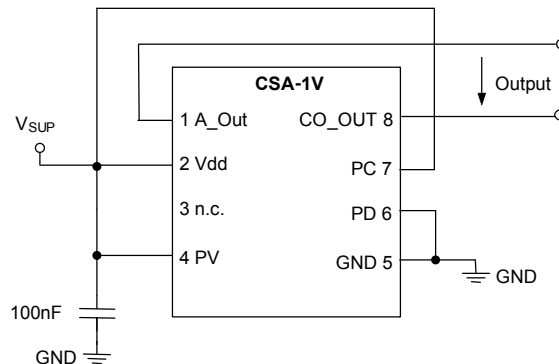 CSA-1V
Output
1 A_Out
CO_OUT 8
V_SUP
2 Vdd
PC 7
3 n.c.
PD 6
4 PV
GND 5
GND
100nF
GND